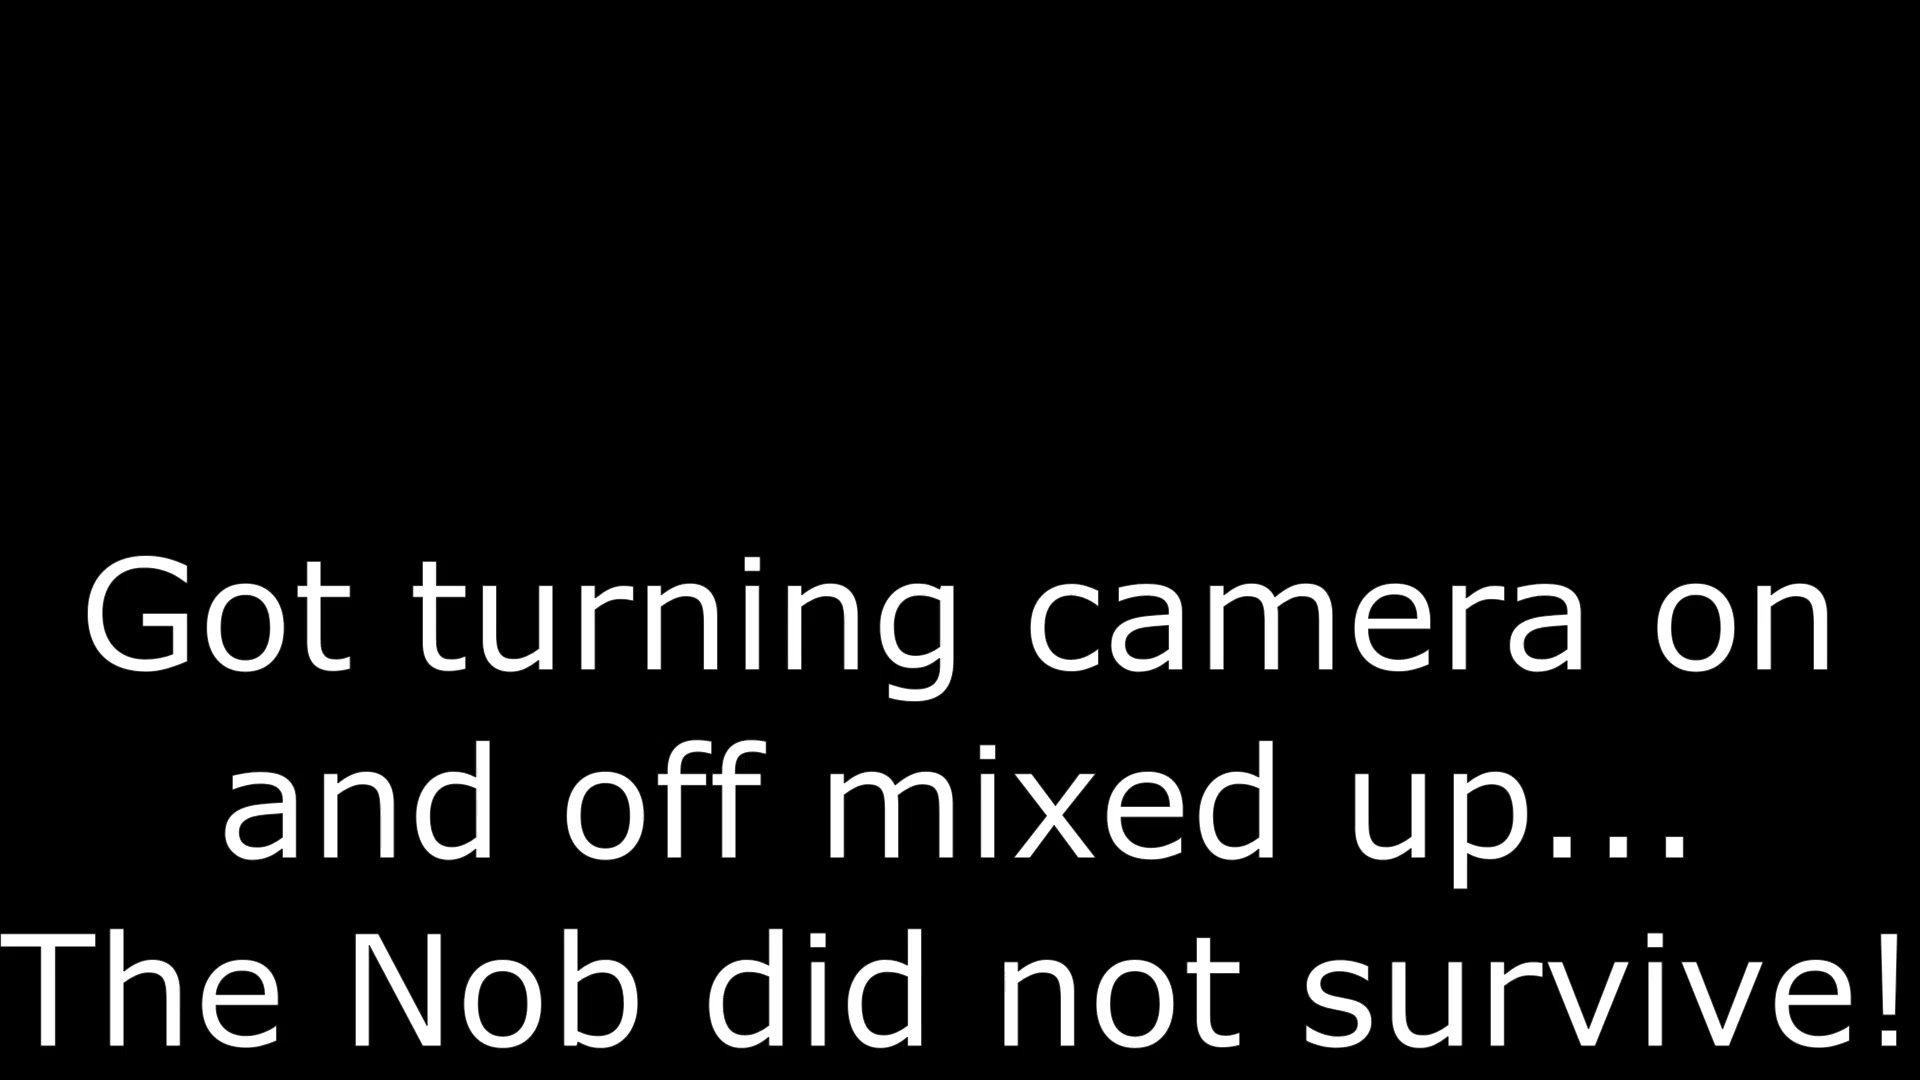 Got turning camera on
and off mixed up...
The Nob did not survive!